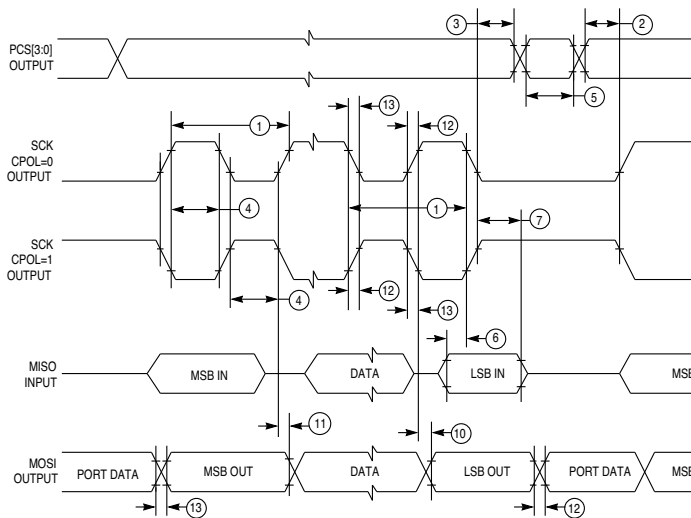 3
2
PCS[3:0]
OUTPUT
5
13
12
1
SCK
CPOL=0
OUTPUT
4
1
7
SCK
CPOL=1
OUTPUT
4
12
13
6
MISO
INPUT
MSB IN
DATA
LSB IN
MSB
11
10
MOSI
OUTPUT
PORT DATA
MSB OUT
DATA
LSB OUT
PORT DATA
MSB
13
12